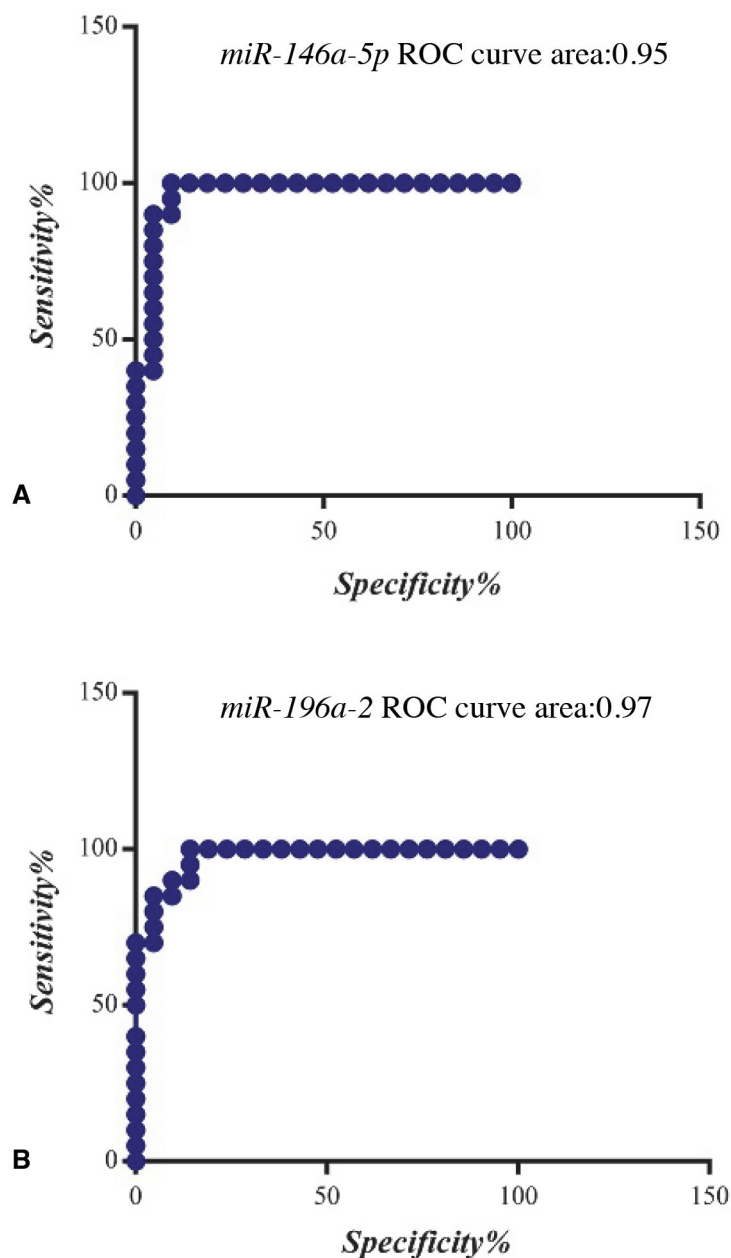 150
miR-146a-5p ROC curve area:0.95
100
Sensitivity%
50
A
0
0 50 100 150
Specificity%
150
miR-196a-2 ROC curve area:0.97
100
Sensitivity%
50
B
0
0 50 100 150
Specificity%